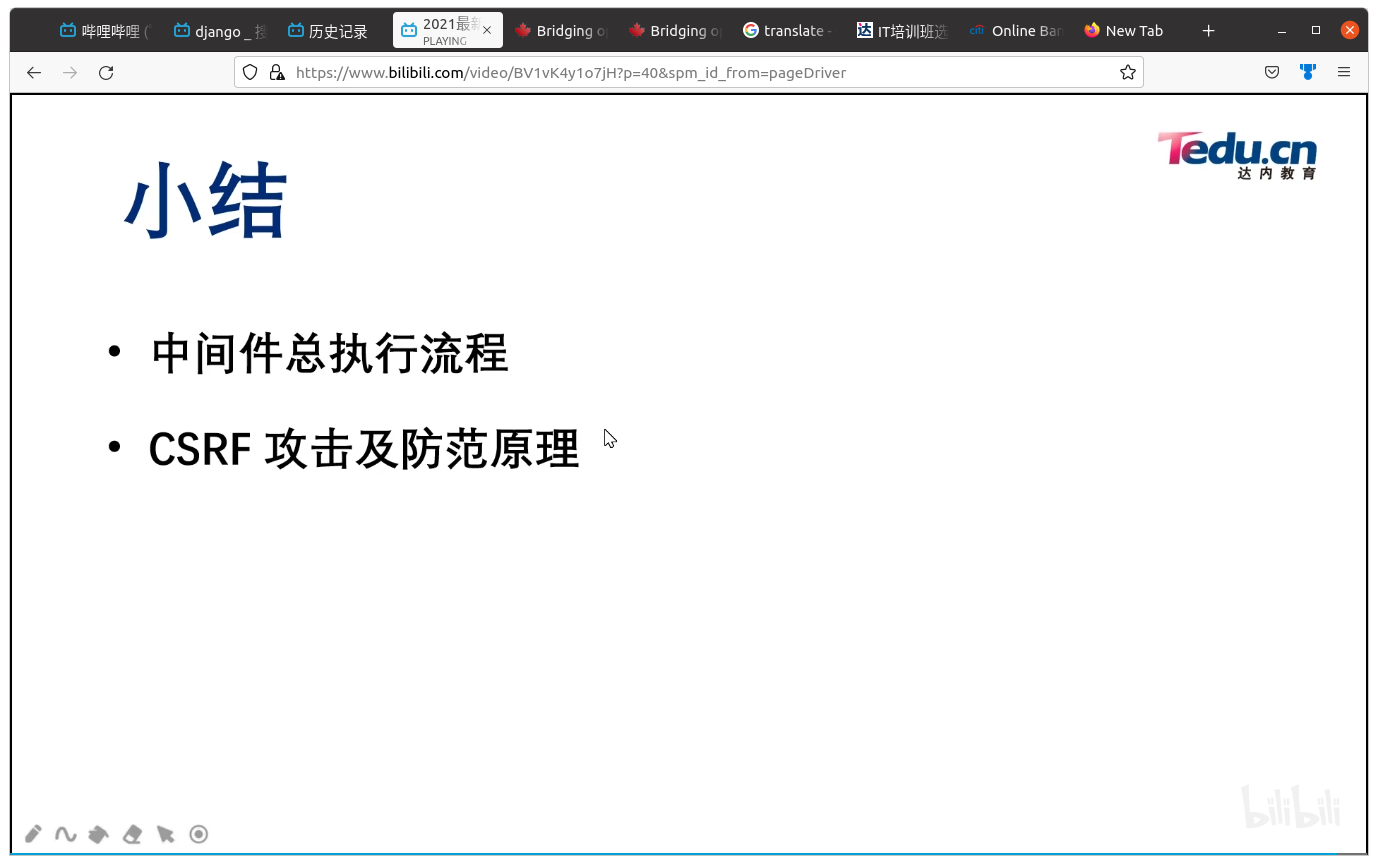 哔哩哔哩 (
django _ 搜
历史记录
2021最新
PLAYING
Bridging o
Bridging o
translate -
IT培训班选
citi
Online Ban
New Tab
https://www.bilibili.com/video/BV1vK4y1o7jH?p=40&spm_id_from=pageDriver
Tedu.cn
达内教育
小结
• 中间件总执行流程
• CSRF 攻击及防范原理
bilibili